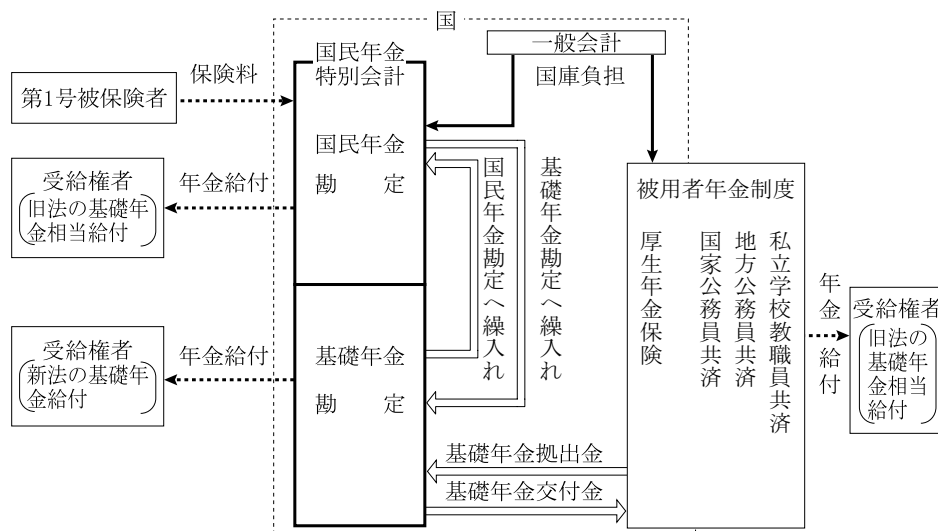 国
一般会計
国庫負担
国民年金
特別会計
保険料
第1号被保険者
国民年金
勘　定
年金給付
受給権者
(旧法の基礎年
金相当給付)
国民年金勘定へ繰入れ
基礎年金勘定へ繰入れ
被用者年金制度
厚生年金保険
国家公務員共済
地方公務員共済
私立学校教職員共済
年金
給付
受給権者
(旧法の
基礎年
金相当
給付)
年金給付
受給権者
(新法の基礎年
金給付)
基礎年金
勘　定
基礎年金拠出金
基礎年金交付金